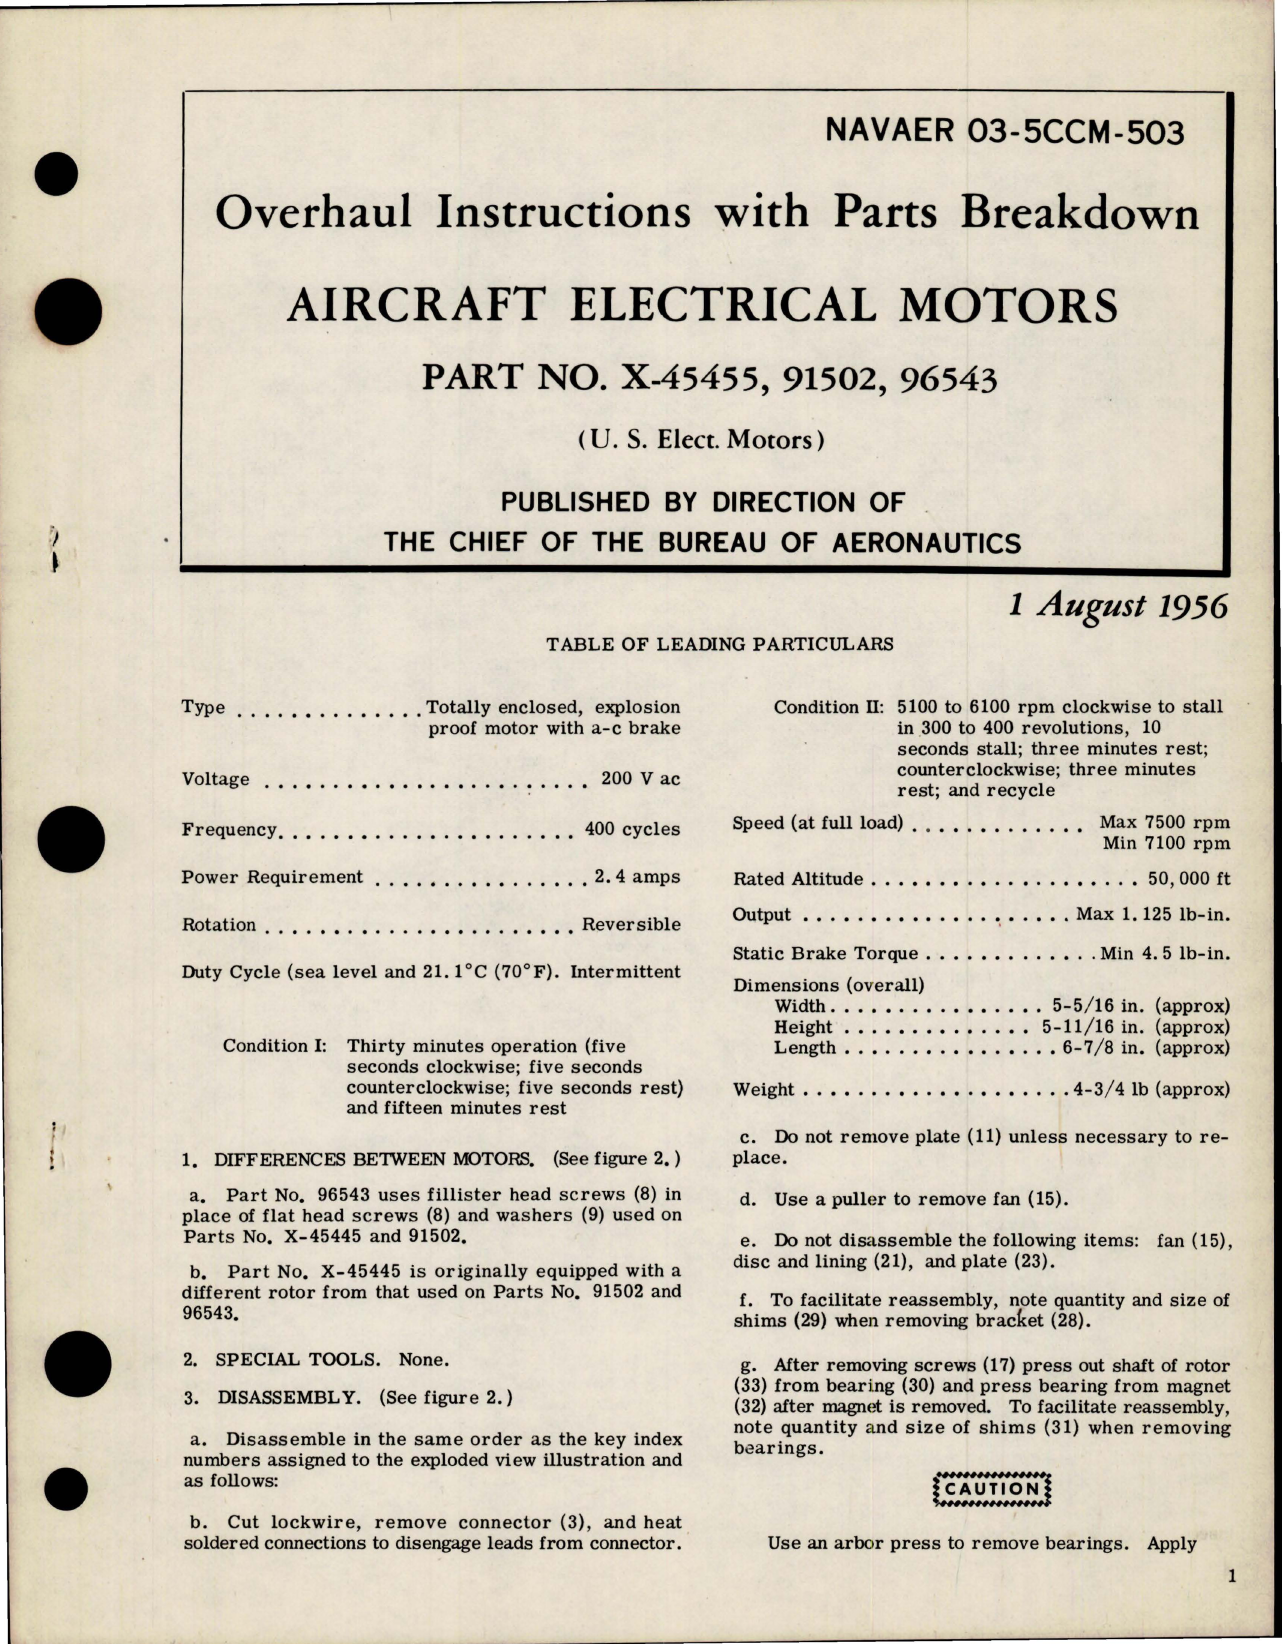 NAVAER 03-5CCM-503
Overhaul Instructions with Parts Breakdown
AIRCRAFT ELECTRICAL MOTORS
PART NO. X-45455, 91502, 96543
(U. S. Elect. Motors)
PUBLISHED BY DIRECTION OF
THE CHIEF OF THE BUREAU OF AERONAUTICS
1 August 1956
TABLE OF LEADING PARTICULARS
Type . . . . . . . . . . . . . . Totally enclosed, explosion
proof motor with a-c brake
Voltage . . . . . . . . . . . . . . . . . . . . . . . . 200 V ac
Frequency. . . . . . . . . . . . . . . . . . . . . . 400 cycles
Power Requirement . . . . . . . . . . . . . . . . 2.4 amps
Rotation . . . . . . . . . . . . . . . . . . . . . . . Reversible
Duty Cycle (sea level and 21.1°C (70°F). Intermittent
Condition I: Thirty minutes operation (five
seconds clockwise; five seconds
counterclockwise; five seconds rest)
and fifteen minutes rest
1. DIFFERENCES BETWEEN MOTORS. (See figure 2.)
a. Part No. 96543 uses fillister head screws (8) in
place of flat head screws (8) and washers (9) used on
Parts No. X-45445 and 91502.
b. Part No. X-45445 is originally equipped with a
different rotor from that used on Parts No. 91502 and
96543.
2. SPECIAL TOOLS. None.
3. DISASSEMBLY. (See figure 2.)
a. Disassemble in the same order as the key index
numbers assigned to the exploded view illustration and
as follows:
b. Cut lockwire, remove connector (3), and heat
soldered connections to disengage leads from connector.
Condition II: 5100 to 6100 rpm clockwise to stall
in 300 to 400 revolutions, 10
seconds stall; three minutes rest;
counterclockwise; three minutes
rest; and recycle
Speed (at full load) . . . . . . . . . . . . . Max 7500 rpm
Min 7100 rpm
Rated Altitude . . . . . . . . . . . . . . . . . . . . 50,000 ft
Output . . . . . . . . . . . . . . . . . . . . Max 1.125 lb-in.
Static Brake Torque . . . . . . . . . . . . . Min 4.5 lb-in.
Dimensions (overall)
Width. . . . . . . . . . . . . . . . 5-5/16 in. (approx)
Height . . . . . . . . . . . . . . 5-11/16 in. (approx)
Length . . . . . . . . . . . . . . . . 6-7/8 in. (approx)
Weight . . . . . . . . . . . . . . . . . . . . 4-3/4 lb (approx)
c. Do not remove plate (11) unless necessary to re-
place.
d. Use a puller to remove fan (15).
e. Do not disassemble the following items: fan (15),
disc and lining (21), and plate (23).
f. To facilitate reassembly, note quantity and size of
shims (29) when removing bracket (28).
g. After removing screws (17) press out shaft of rotor
(33) from bearing (30) and press bearing from magnet
(32) after magnet is removed. To facilitate reassembly,
note quantity and size of shims (31) when removing
bearings.
CAUTION
Use an arbor press to remove bearings. Apply
1